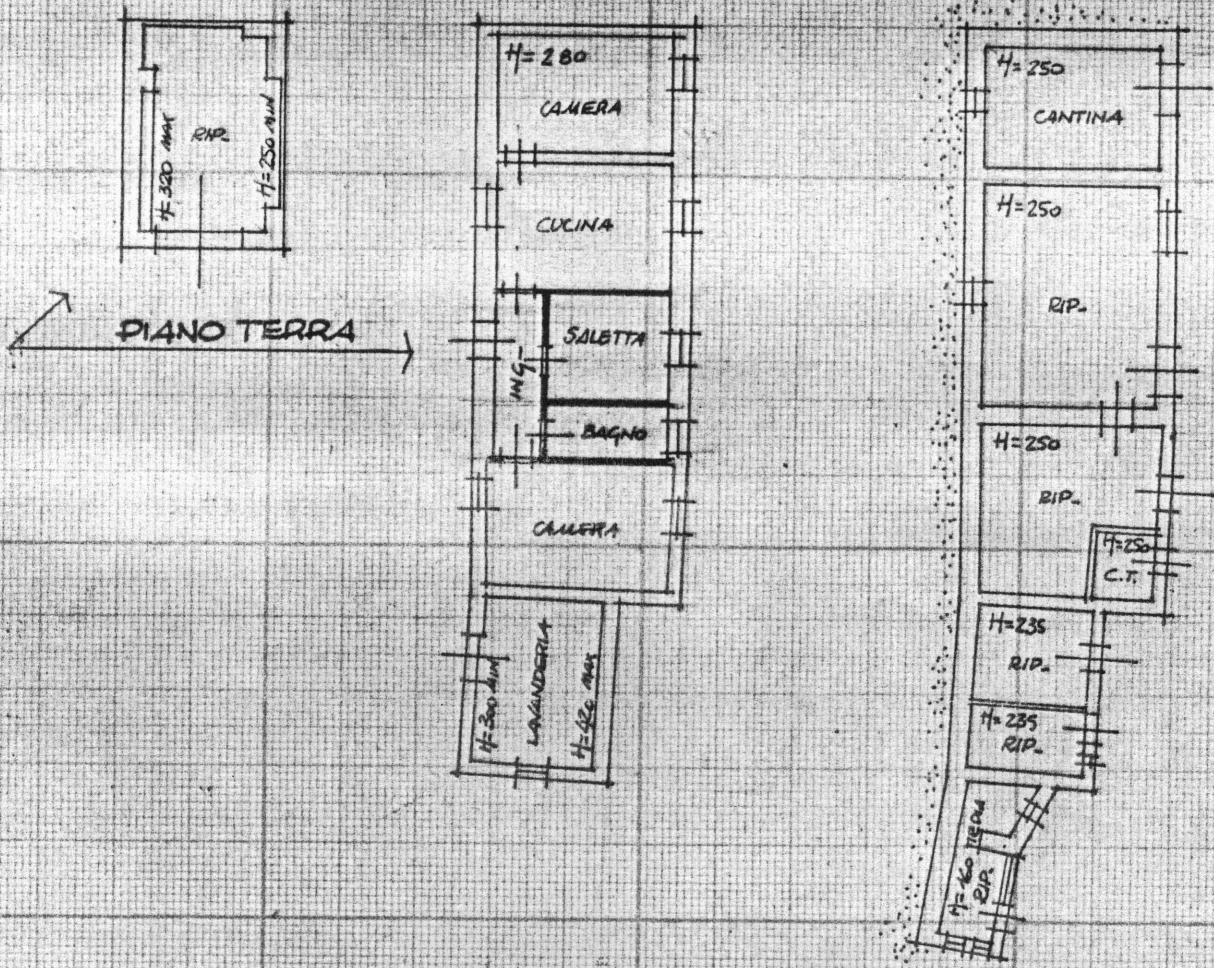 H=320 MAX
RIP.
H=250 MIN
PIANO TERRA
H=280
CAMERA
CUCINA
SALETTA
ING.
BAGNO
CAMERA
H=300 MIN
LAVANDERIA
H=420 MAX
H=250
CANTINA
H=250
RIP.
H=250
RIP.
H=250
C.T.
H=235
RIP.
H=235
RIP.
H=160
RIP.